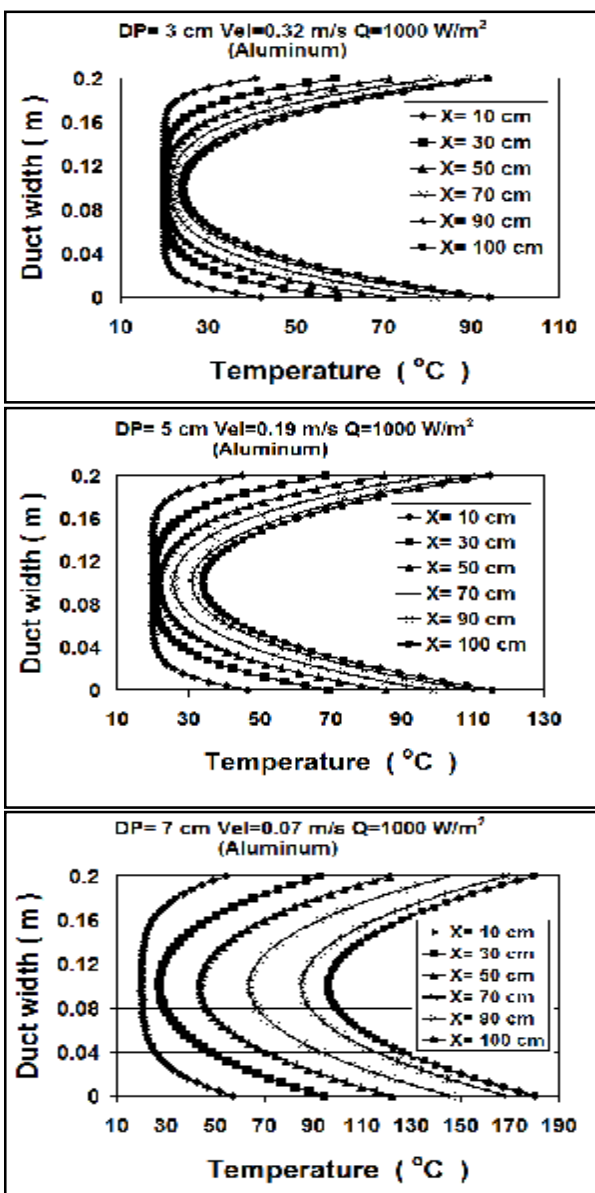 DP= 3 cm Vel=0.32 m/s Q=1000 W/m²
(Aluminum)
Duct width ( m )
0.2
0.16
0.12
0.08
0.04
0
X= 10 cm
X= 30 cm
X= 50 cm
X= 70 cm
X= 90 cm
X= 100 cm
10 30 50 70 90 110
Temperature ( °C )
DP= 5 cm Vel=0.19 m/s Q=1000 W/m²
(Aluminum)
Duct width ( m )
0.2
0.16
0.12
0.08
0.04
0
X= 10 cm
X= 30 cm
X= 50 cm
X= 70 cm
X= 90 cm
X= 100 cm
10 30 50 70 90 110 130
Temperature ( °C )
DP= 7 cm Vel=0.07 m/s Q=1000 W/m²
(Aluminum)
Duct width ( m )
0.2
0.16
0.12
0.08
0.04
0
X= 10 cm
X= 30 cm
X= 50 cm
X= 70 cm
X= 90 cm
X= 100 cm
10 30 50 70 90 110 130 150 170 190
Temperature ( °C )